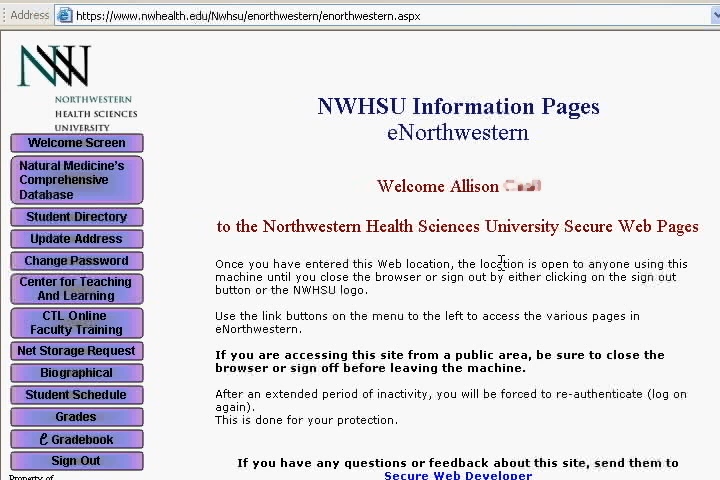 Address https://www.nwhealth.edu/Nwhsu/enorthwestern/enorthwestern.aspx
NORTHWESTERN
HEALTH SCIENCES
UNIVERSITY
Welcome Screen
Natural Medicine's
Comprehensive
Database
Student Directory
Update Address
Change Password
Center for Teaching
And Learning
CTL Online
Faculty Training
Net Storage Request
Biographical
Student Schedule
Grades
e Gradebook
Sign Out
Property of
NWHSU Information Pages
eNorthwestern
Welcome Allison
to the Northwestern Health Sciences University Secure Web Pages
Once you have entered this Web location, the location is open to anyone using this
machine until you close the browser or sign out by either clicking on the sign out
button or the NWHSU logo.
Use the link buttons on the menu to the left to access the various pages in
eNorthwestern.
If you are accessing this site from a public area, be sure to close the
browser or sign off before leaving the machine.
After an extended period of inactivity, you will be forced to re-authenticate (log on
again).
This is done for your protection.
If you have any questions or feedback about this site, send them to
Secure Web Developer